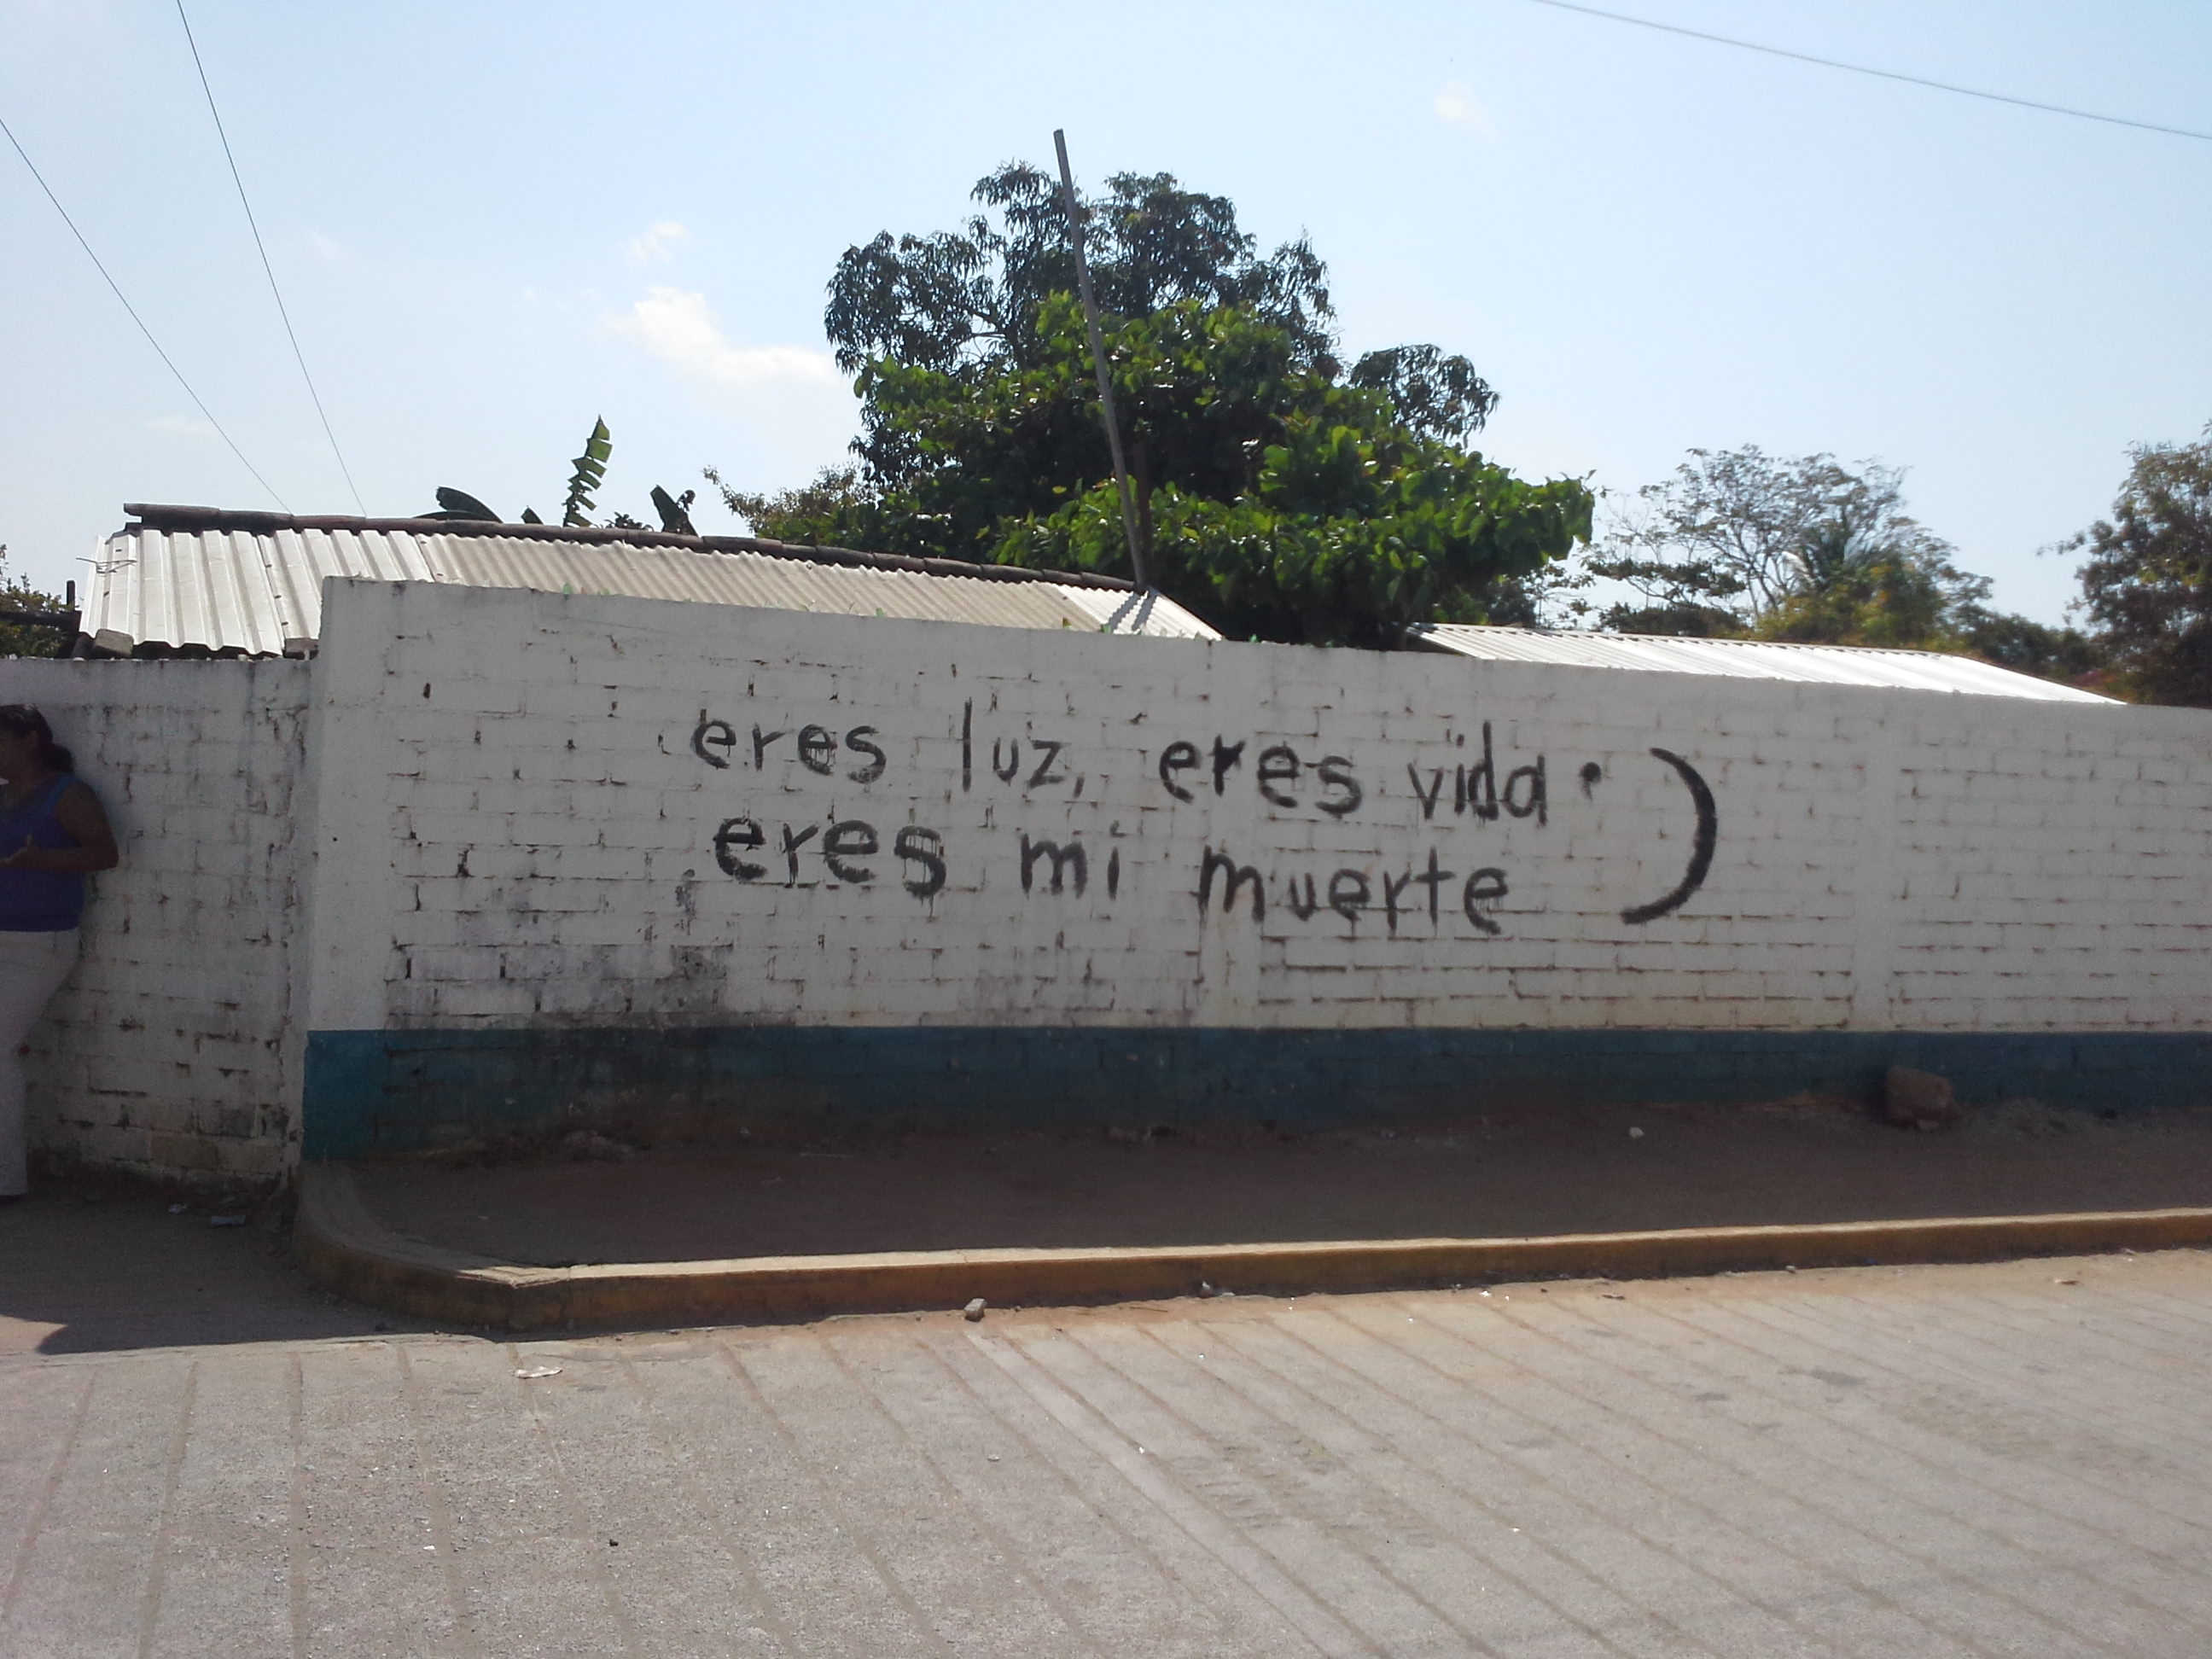 eres luz, eres vida
eres mi muerte :)